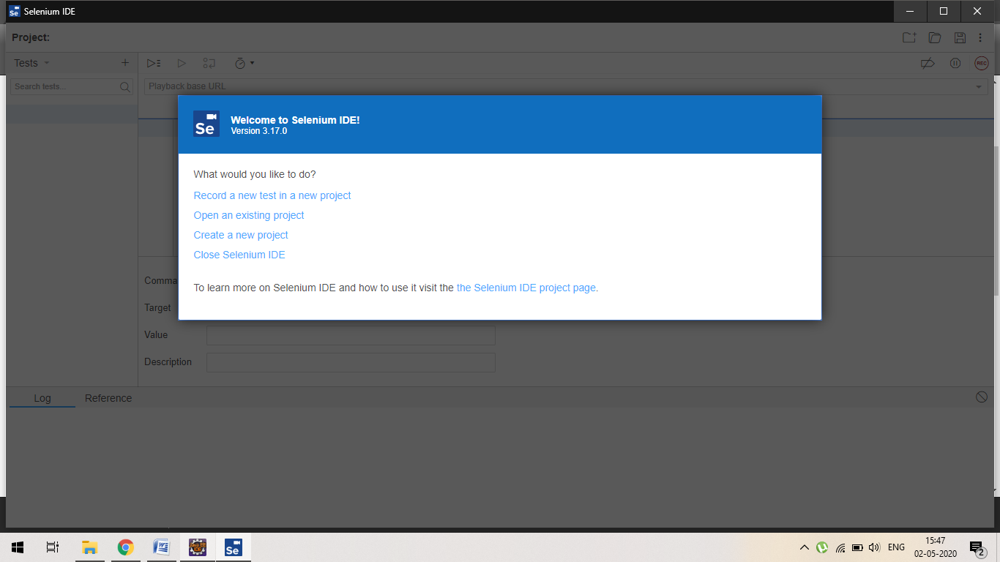 Selenium IDE
Project:
Tests
Search tests...
Playback base URL
REC
Se
Welcome to Selenium IDE!
Version 3.17.0
What would you like to do?
Record a new test in a new project
Open an existing project
Create a new project
Close Selenium IDE
To learn more on Selenium IDE and how to use it visit the the Selenium IDE project page.
Comma
Target
Value
Description
Log
Reference
Se
ENG
15:47
02-05-2020
2